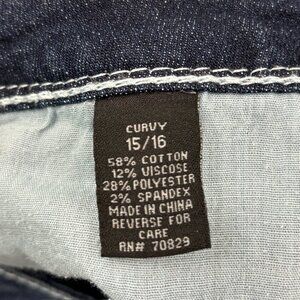 CURVY
15/16
58% COTTON
12% VISCOSE
28% POLYESTER
2% SPANDEX
MADE IN CHINA
REVERSE FOR
CARE
RN# 70829